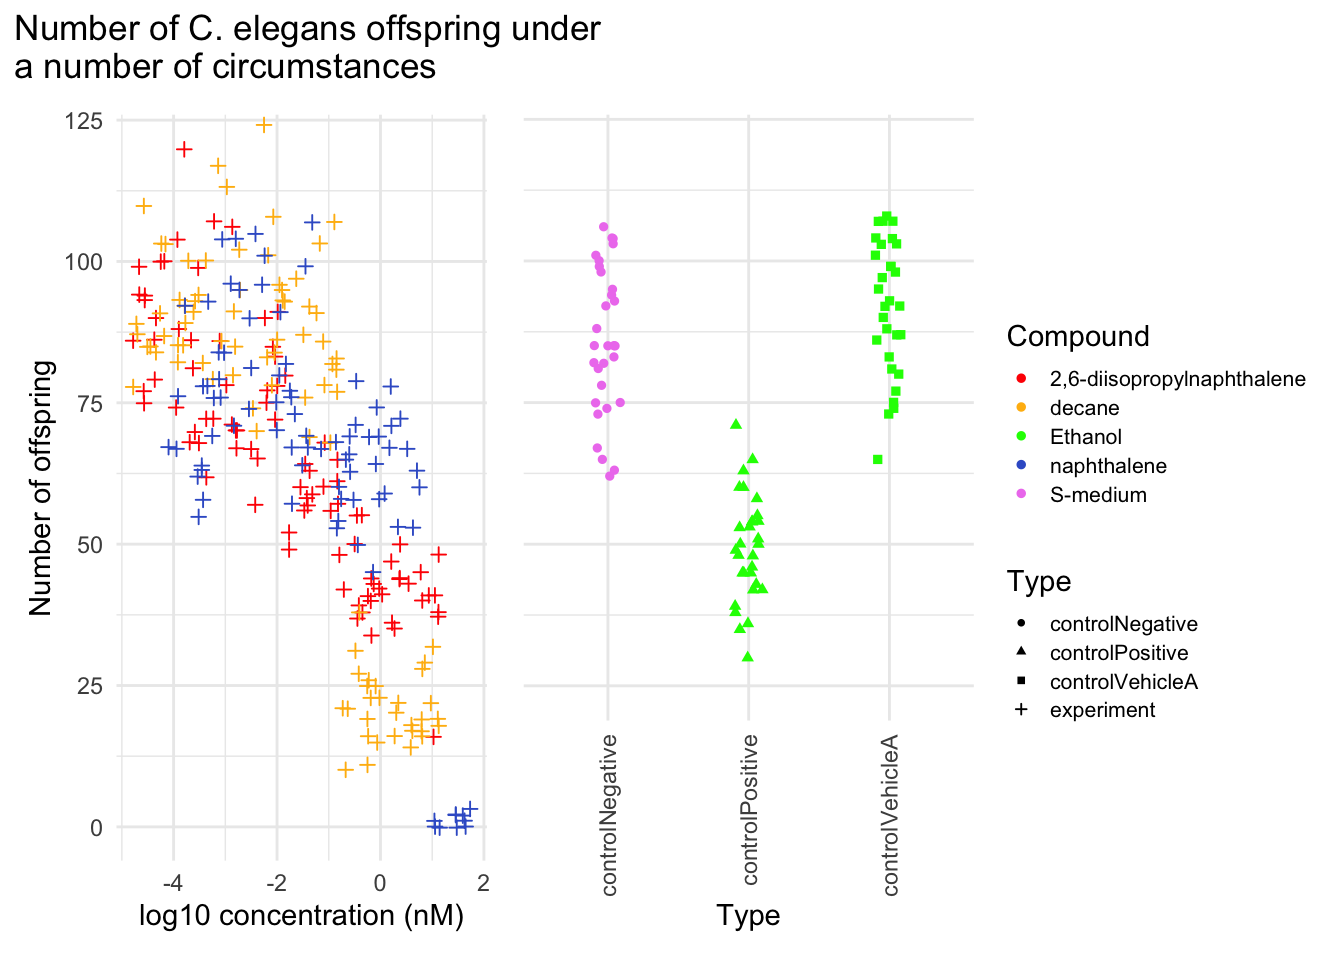 Number of C. elegans offspring under
a number of circumstances
Number of offspring
125
100
75
50
25
0
-4
-2
0
2
log10 concentration (nM)
controlNegative
controlPositive
controlVehicleA
Type
Compound
2,6-diisopropylnaphthalene
decane
Ethanol
naphthalene
S-medium
Type
controlNegative
controlPositive
controlVehicleA
experiment